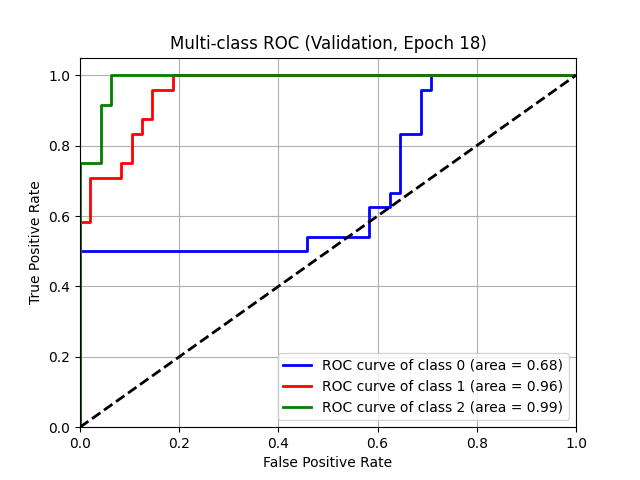 Multi-class ROC (Validation, Epoch 18)
1.0
0.8
0.6
0.4
0.2
0.0
True Positive Rate
ROC curve of class 0 (area = 0.68)
ROC curve of class 1 (area = 0.96)
ROC curve of class 2 (area = 0.99)
0.0 0.2 0.4 0.6 0.8 1.0
False Positive Rate